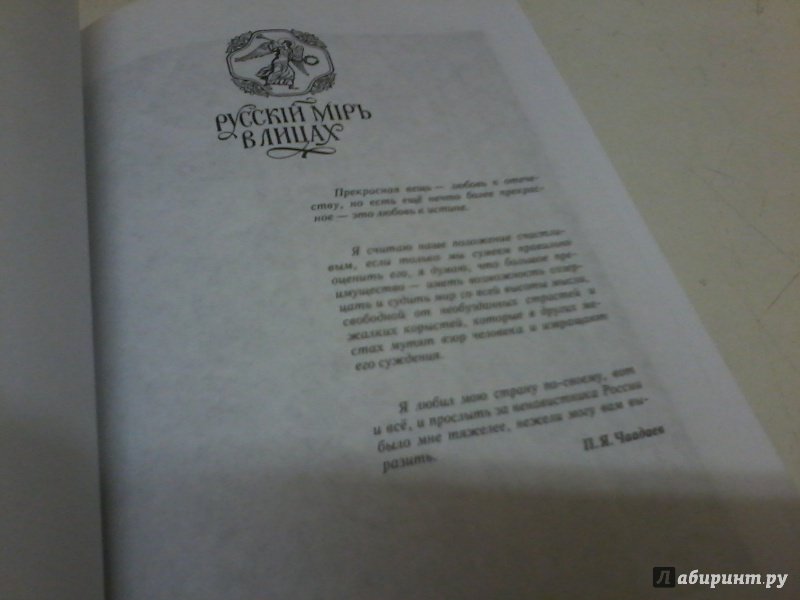 РУССКIЙ МIРЪ
В ЛИЦАХ
Прекрасная вещь — любовь к отече-
ству, но есть ещё нечто более прекрас-
ное — это любовь к истине.
Я считаю наше положение счастли-
вым, если только мы сумеем правильно
оценить его, я думаю, что большое пре-
имущество — иметь возможность созер-
цать и судить мир со всей высоты мысли,
свободной от необузданных страстей и
жалких корыстей, которые в других ме-
стах мутят взор человека и извращают
его суждения.
Я любил мою страну по-своему, вот
и всё, и прослыть за ненавистника России
было мне тяжелее, нежели могу вам вы-
разить.
П. Я. Чаадаев
Лабиринт.ру